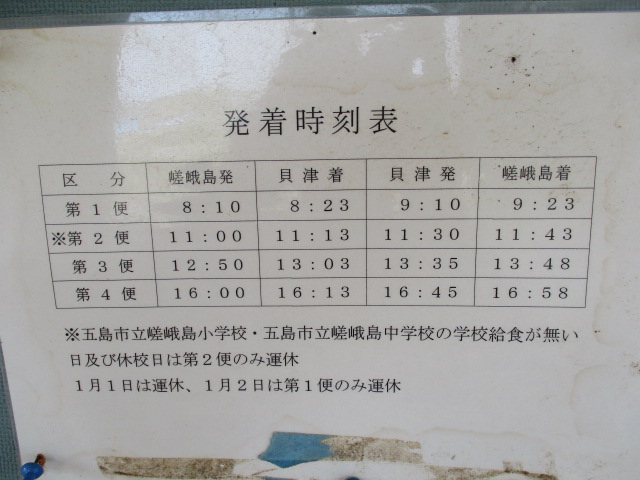 発着時刻表
区　分 嵯峨島発 貝津着 貝津発 嵯峨島着
第１便 8：10 8：23 9：10 9：23
※第２便 11：00 11：13 11：30 11：43
第３便 12：50 13：03 13：35 13：48
第４便 16：00 16：13 16：45 16：58
※五島市立嵯峨島小学校・五島市立嵯峨島中学校の学校給食が無い
日及び休校日は第２便のみ運休
１月１日は運休、１月２日は第１便のみ運休